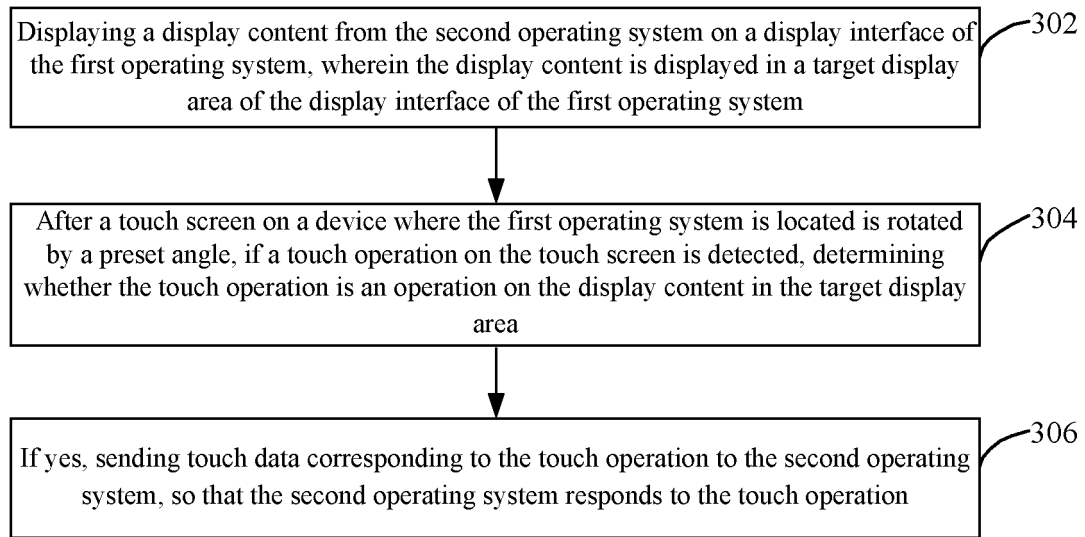 Displaying a display content from the second operating system on a display interface of
the first operating system, wherein the display content is displayed in a target display
area of the display interface of the first operating system
302
After a touch screen on a device where the first operating system is located is rotated
by a preset angle, if a touch operation on the touch screen is detected, determining
whether the touch operation is an operation on the display content in the target display
area
304
If yes, sending touch data corresponding to the touch operation to the second operating
system, so that the second operating system responds to the touch operation
306